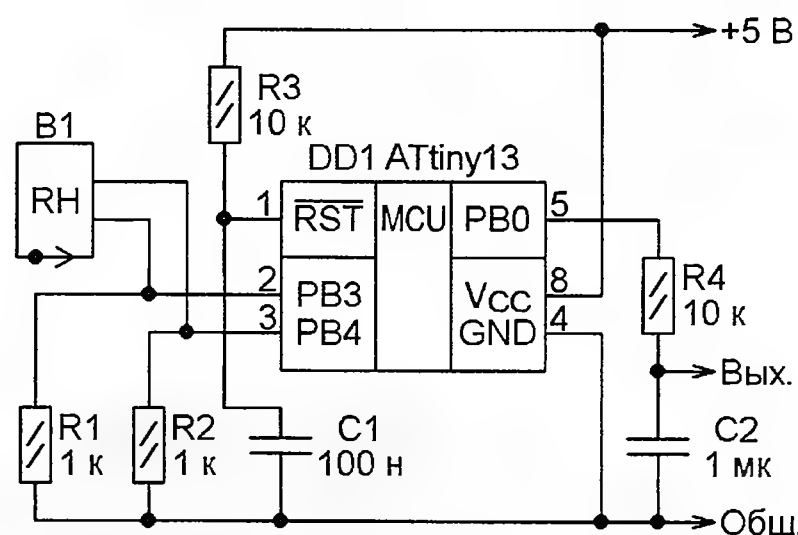 +5 В
R3
10 к
B1
RH
DD1 ATtiny13
1
RST
MCU
PB0
5
2
PB3
3
PB4
VCC
8
GND
4
R4
10 к
Вых.
R1
1 к
R2
1 к
C1
100 н
C2
1 мк
Общ.